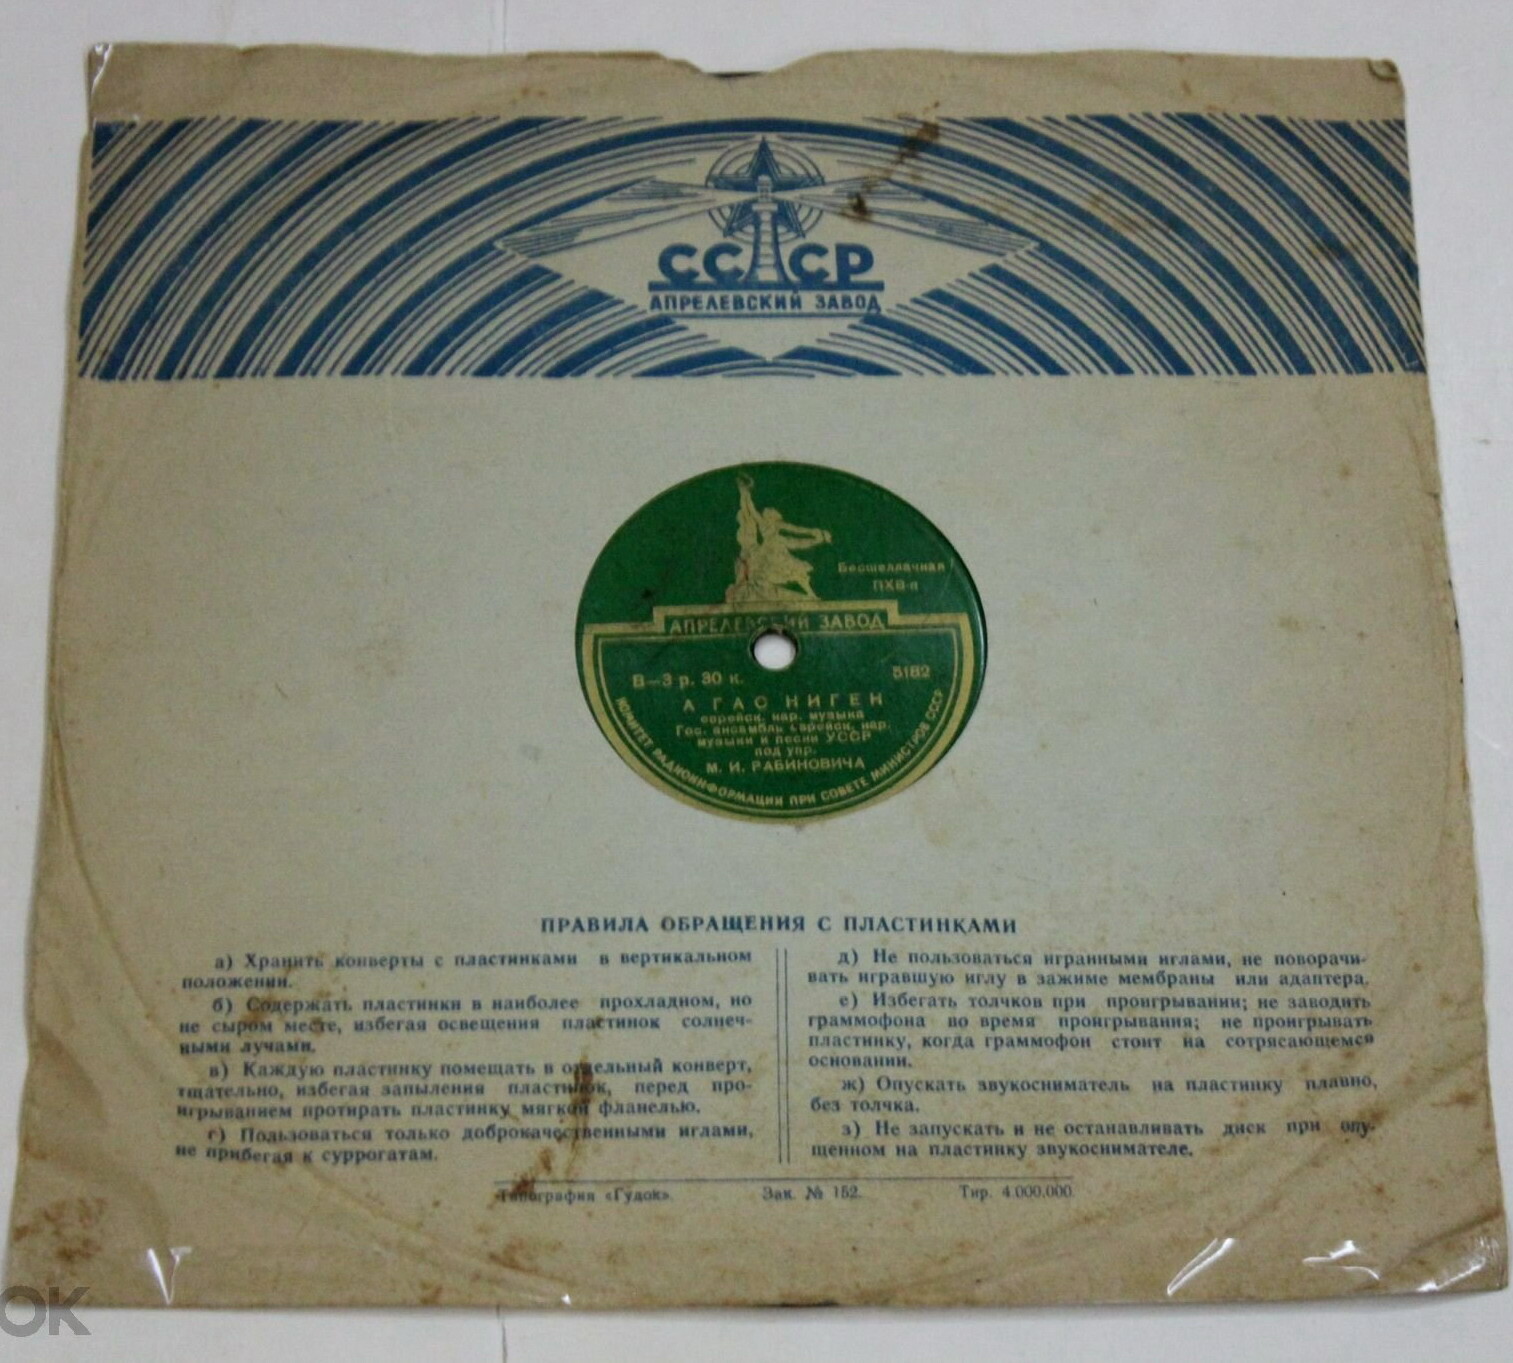 СССР
АПРЕЛЕВСКИЙ ЗАВОД
Бесшеллачная
ПХВ-п
АПРЕЛЕВСКИЙ ЗАВОД
В—3 р. 30 к.
5182
А ГАС НИГЕН
еврейск. нар. музыка
Гос. ансамбль еврейск. нар.
музыки и песни УССР
под упр.
М. И. РАБИНОВИЧА
КОМИТЕТ РАДИОИНФОРМАЦИИ ПРИ СОВЕТЕ МИНИСТРОВ СССР
ПРАВИЛА ОБРАЩЕНИЯ С ПЛАСТИНКАМИ
а) Хранить конверты с пластинками в вертикальном
положении.
б) Содержать пластинки в наиболее прохладном, но
не сыром месте, избегая освещения пластинок солнеч-
ными лучами.
в) Каждую пластинку помещать в отдельный конверт,
тщательно, избегая запыления пластинок, перед про-
игрыванием протирать пластинку мягкой фланелью.
г) Пользоваться только доброкачественными иглами,
не прибегая к суррогатам.
д) Не пользоваться игранными иглами, не поворачи-
вать игравшую иглу в зажиме мембраны или адаптера.
е) Избегать толчков при проигрывании; не заводить
граммофона во время проигрывания; не проигрывать
пластинку, когда граммофон стоит на сотрясающемся
основании.
ж) Опускать звукосниматель на пластинку плавно,
без толчка.
з) Не запускать и не останавливать диск при опу-
щенном на пластинку звукоснимателе.
Типография «Гудок». Зак. № 152. Тир. 4.000.000.
ОК